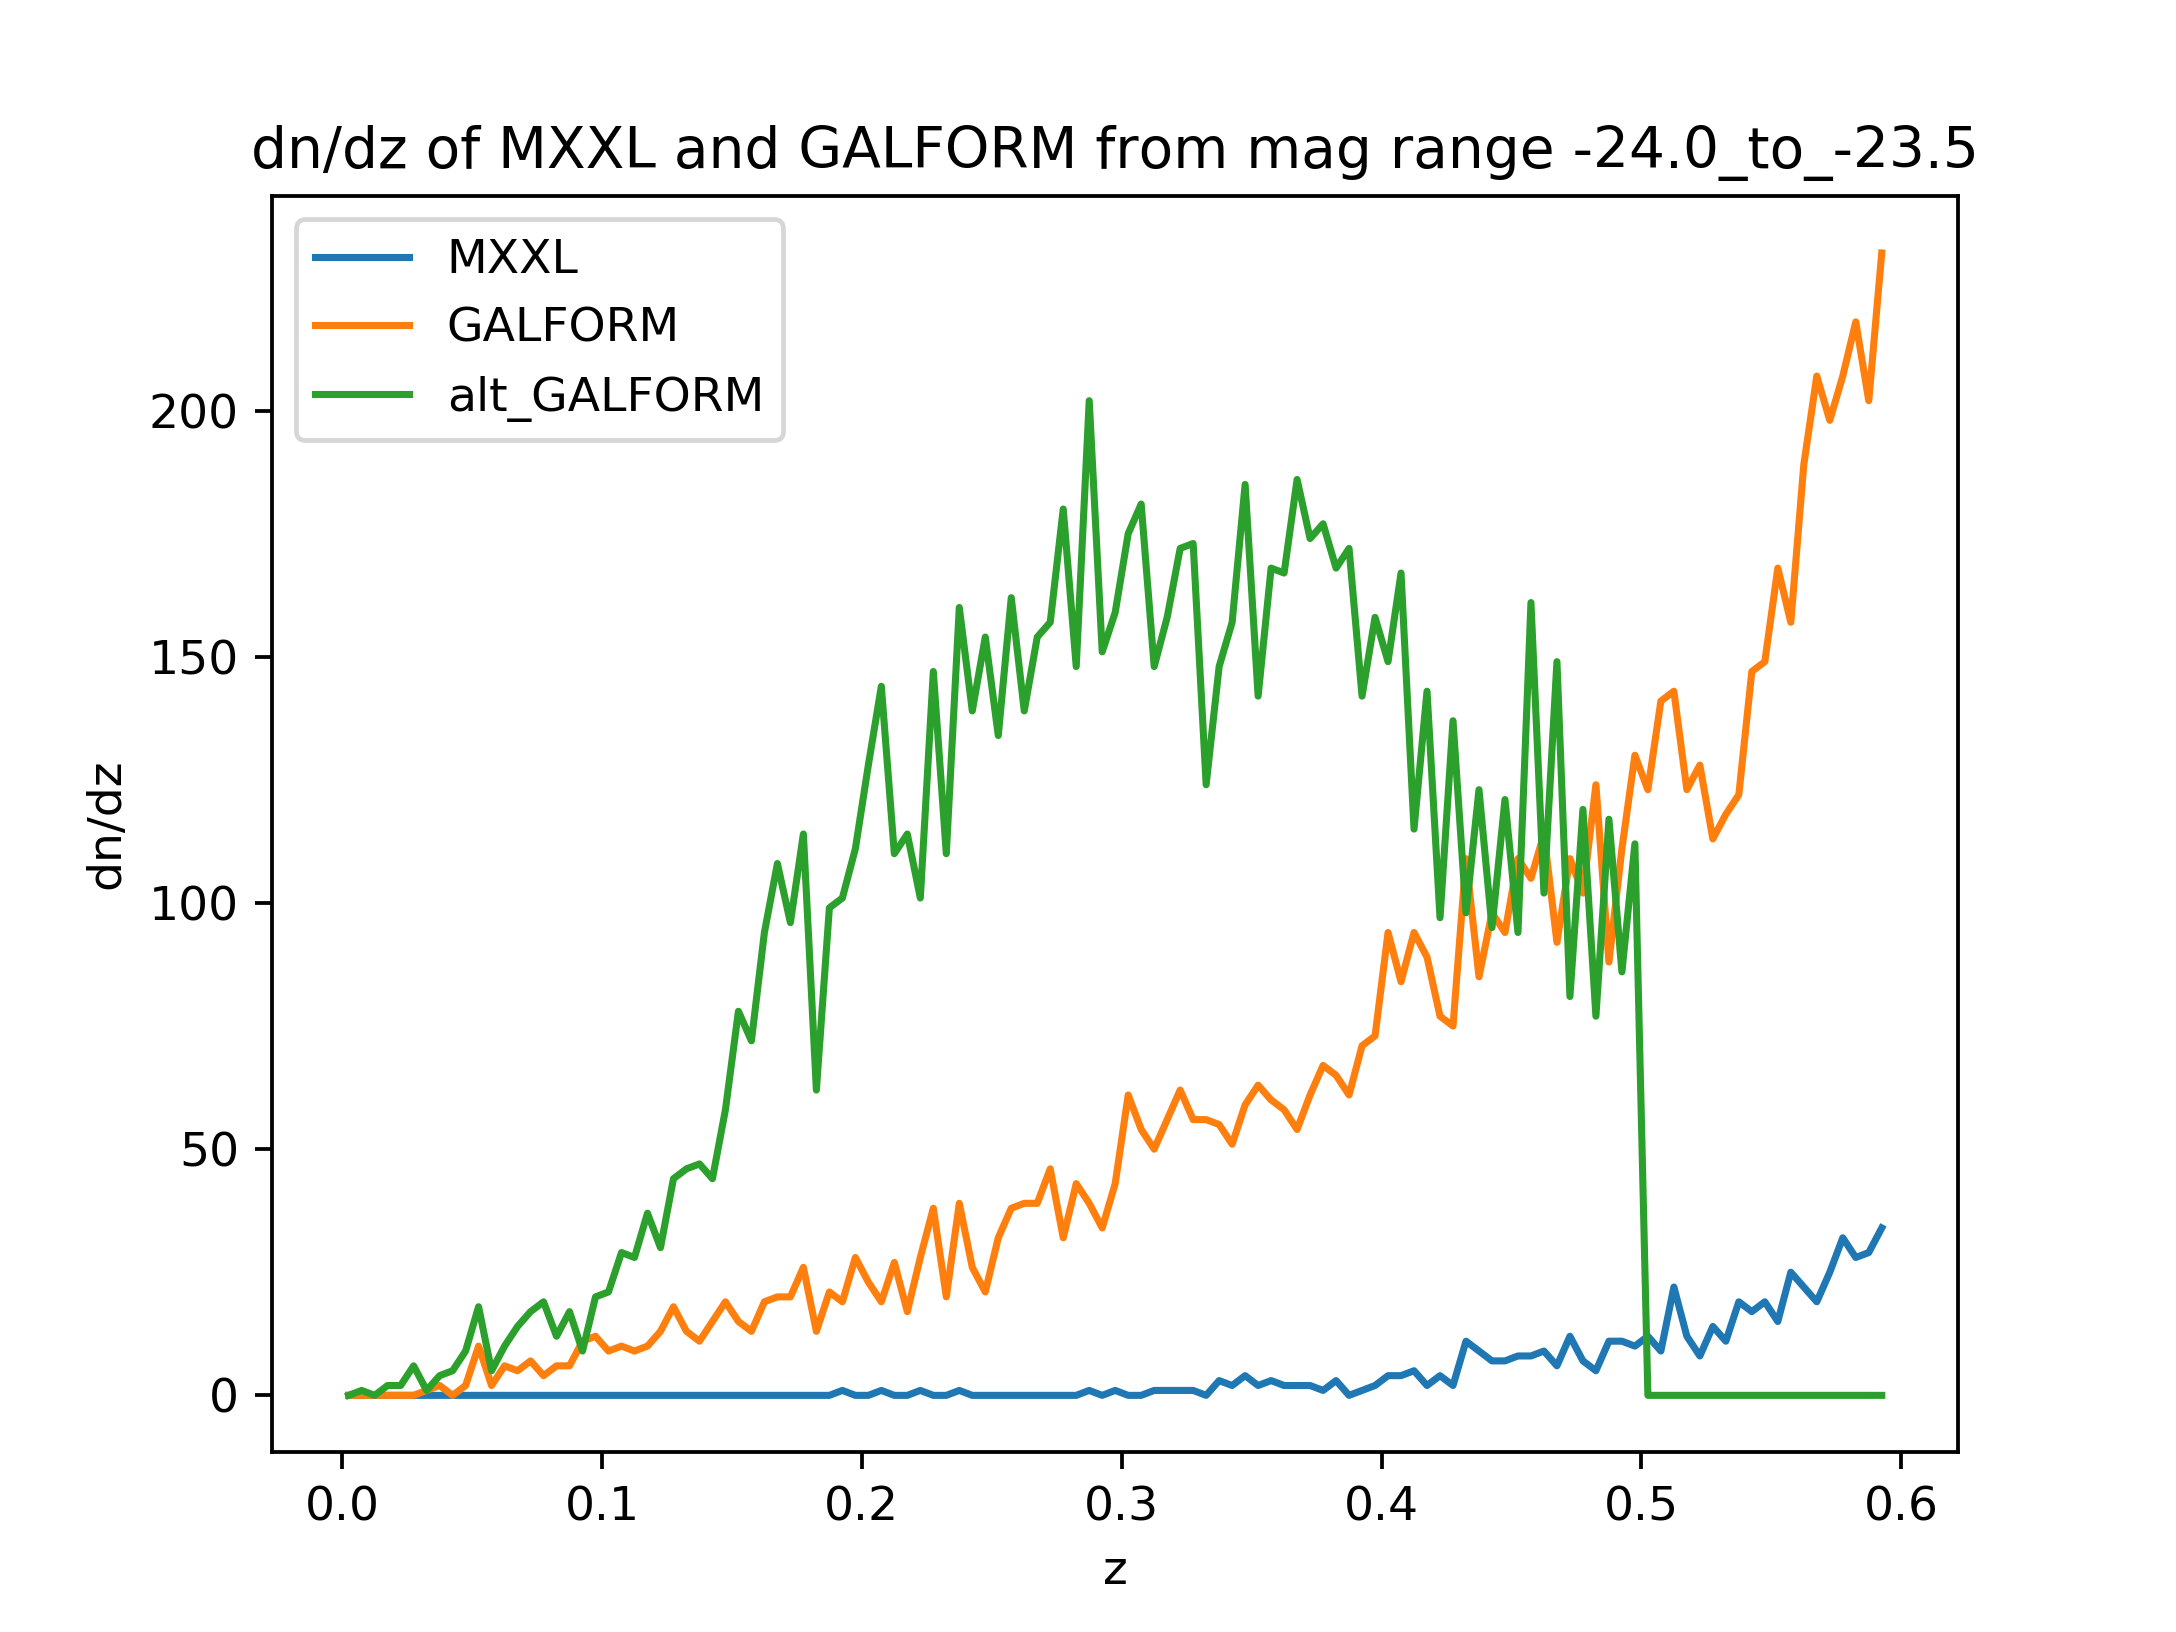 dn/dz of MXXL and GALFORM from mag range -24.0_to_-23.5
MXXL
GALFORM
alt_GALFORM
200
150
100
50
0
dn/dz
0.0 0.1 0.2 0.3 0.4 0.5 0.6
z